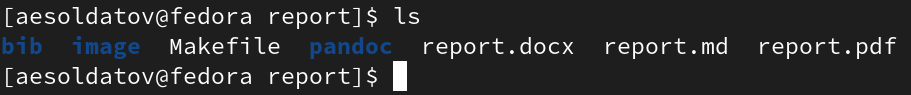 [aesoldatov@fedora report]$ ls
bib  image  Makefile  pandoc  report.docx  report.md  report.pdf
[aesoldatov@fedora report]$